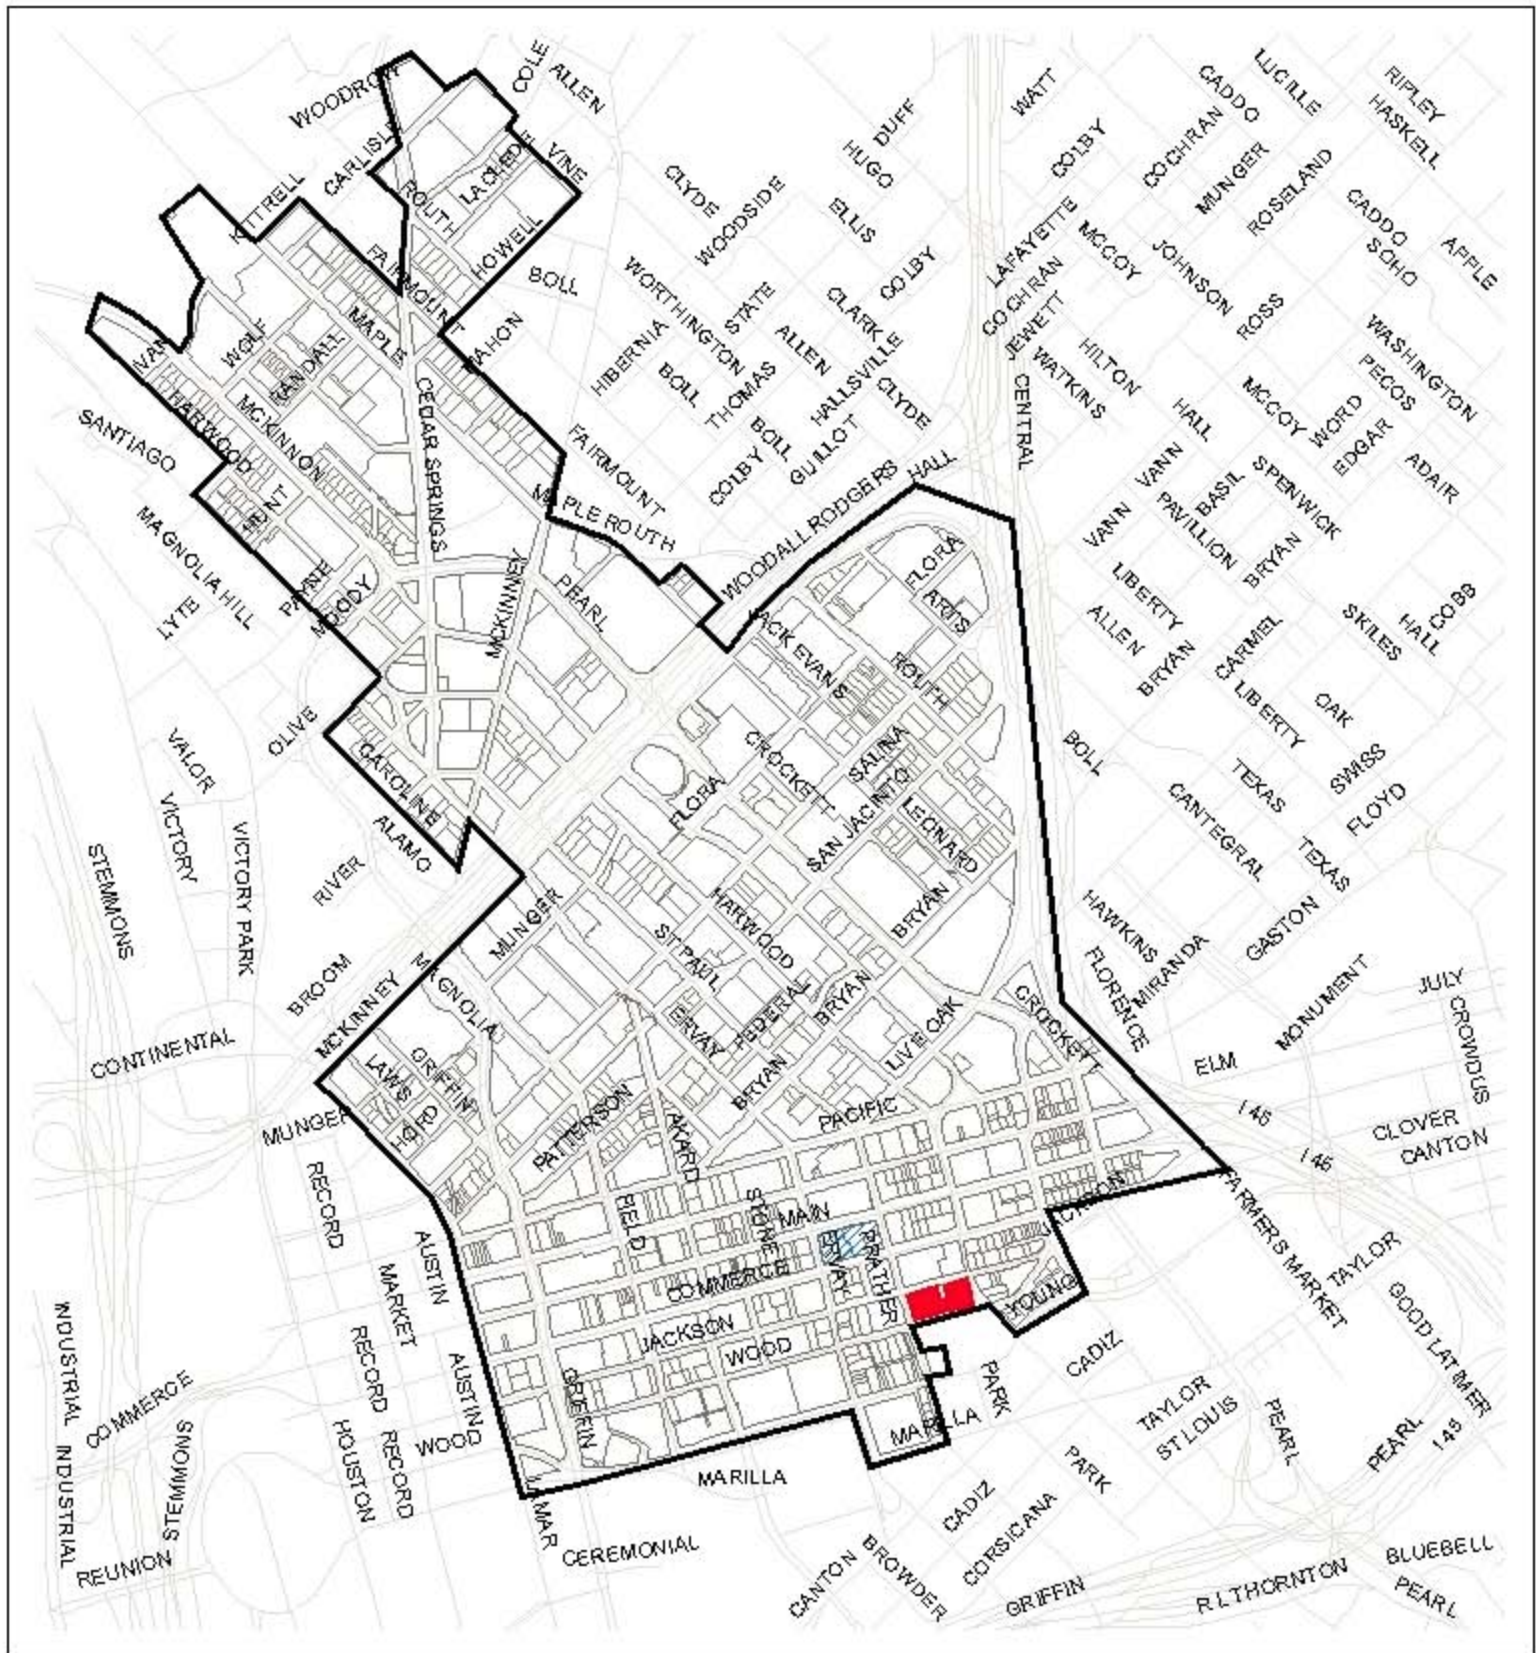 COLE
ALLEN
WOODROW
CARLISLE
VINE
LACLEDE
ROUTH
KITTRELL
HOWELL
FAIRMOUNT
BOLL
MAHON
MAPLE
WOLF
RANDALL
HARWOOD
MCKINNON
CEDAR SPRINGS
SANTIAGO
HUNT
MAGNOLIA HILL
LYTE
PAYNE
MOODY
MCKINNEY
PEARL
MAPLE ROUTH
FAIRMOUNT
OLIVE
CAROLINE
ALAMO
VALOR
VICTORY
VICTORY PARK
RIVER
STEMMONS
BROOM
MCKINNEY
CONTINENTAL
WATT
DUFF
HUGO
CLYDE
WOODSIDE
ELLIS
COLBY
WORTHINGTON
STATE
CLARK
HIBERNIA
ALLEN
HALLSVILLE
BOLL
THOMAS
CLYDE
BOLL
GUILLOT
COLBY
WOODALL RODGERS
HALL
CENTRAL
LUCILLE
CADDO
RIPLEY
HASKELL
COLBY
COCHRAN
MUNGER
ROSELAND
LAFAYETTE
MCCOY
CADDO
APPLE
SOHO
JOHNSON
COCHRAN
ROSS
JEWETT
WATKINS
HILTON
WASHINGTON
PECOS
MCCOY
WORD
EDGAR
HALL
ADAIR
VANN
BASIL
SPENWICK
VANN
PAVILLION
BRYAN
LIBERTY
ALLEN
BRYAN
CARMEL
SKILES
HALL
COBB
LIBERTY
OAK
BOLL
SWISS
TEXAS
CANTEGRAL
FLOYD
TEXAS
GASTON
HAWKINS
FLORENCE
MIRANDA
MONUMENT
JULY
CROWDUS
ELM
FLORA
ARTS
JACK EVANS
ROUTH
CROCKETT
SALINA
FLORA
SAN JACINTO
LEONARD
MUNGER
HARWOOD
BRYAN
ST PAUL
MAGNOLIA
ERVAY
FEDERAL
BRYAN
LIVE OAK
CROCKETT
GRIFFIN
LAWS
HORD
PATTERSON
BRYAN
PACIFIC
AKARD
MUNGER
RECORD
FIELD
STONE
MAIN
ERVAY
PRATHER
JACKSON
I 45
I 45
CLOVER
CANTON
FARMERS MARKET
TAYLOR
GOOD LATIMER
AUSTIN
MARKET
COMMERCE
YOUNG
JACKSON
WOOD
CADIZ
PARK
INDUSTRIAL
COMMERCE
RECORD
AUSTIN
GRIFFIN
WOOD
MARILLA
TAYLOR
ST LOUIS
PEARL
PEARL
I 45
INDUSTRIAL
STEMMONS
HOUSTON
RECORD
MARILLA
PARK
CADIZ
CORSICANA
REUNION
LAMAR
CEREMONIAL
CANTON
BROWDER
GRIFFIN
R L THORNTON
BLUEBELL
PEARL